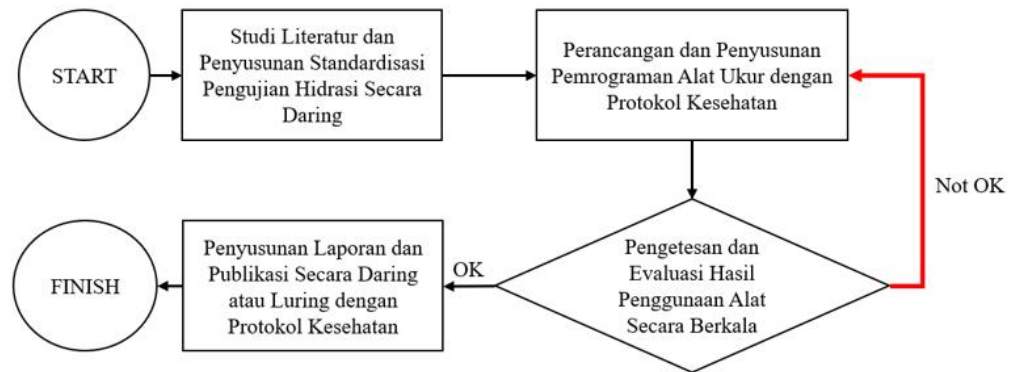 START
Studi Literatur dan
Penyusunan Standardisasi
Pengujian Hidrasi Secara
Daring
Perancangan dan Penyusunan
Pemrograman Alat Ukur dengan
Protokol Kesehatan
Not OK
Pengetesan dan
Evaluasi Hasil
Penggunaan Alat
Secara Berkala
OK
Penyusunan Laporan dan
Publikasi Secara Daring
atau Luring dengan
Protokol Kesehatan
FINISH